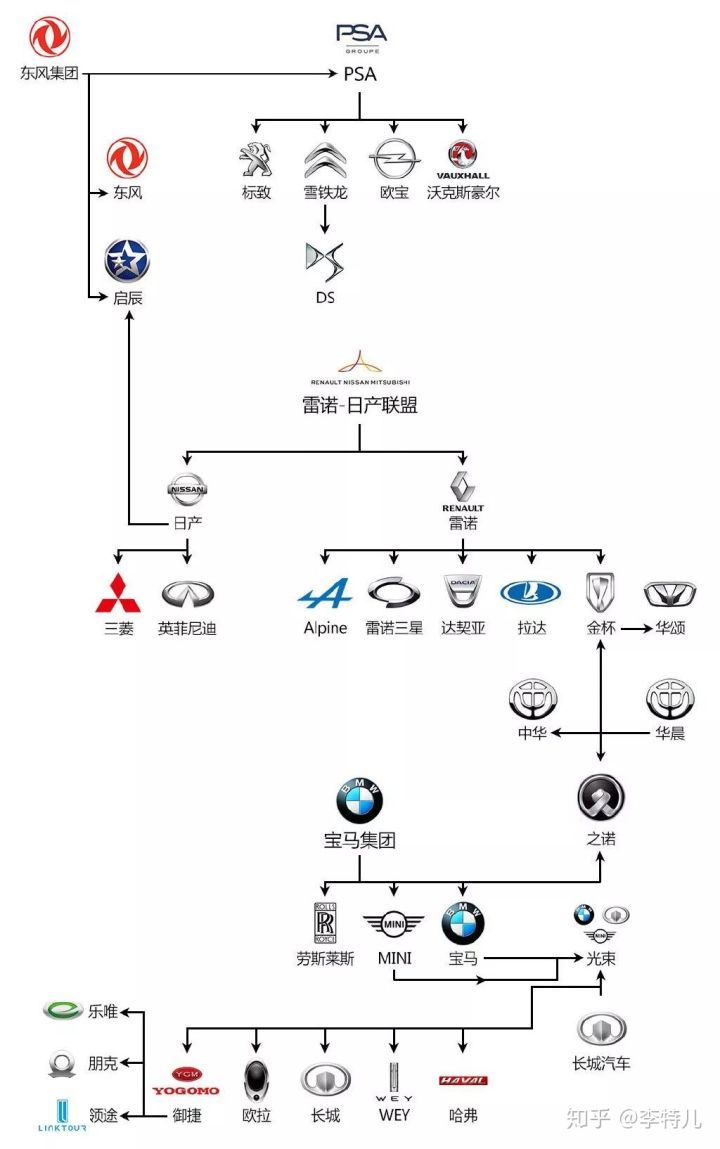 PSA
GROUPE
东风集团
PSA
VAUXHALL
东风
标致
雪铁龙
欧宝
沃克斯豪尔
启辰
DS
RENAULT NISSAN MITSUBISHI
雷诺-日产联盟
NISSAN
RENAULT
日产
雷诺
DACIA
三菱
英菲尼迪
Alpine
雷诺三星
达契亚
拉达
金杯
华颂
中华
华晨
BMW
宝马集团
之诺
ROLLS
RR
ROYCE
MINI
BMW
劳斯莱斯
MINI
宝马
光束
乐唯
长城汽车
朋克
YGM
YOGOMO
WEY
HAVAL
LINKTOUR
领途
御捷
欧拉
长城
WEY
哈弗
知乎 @李特儿